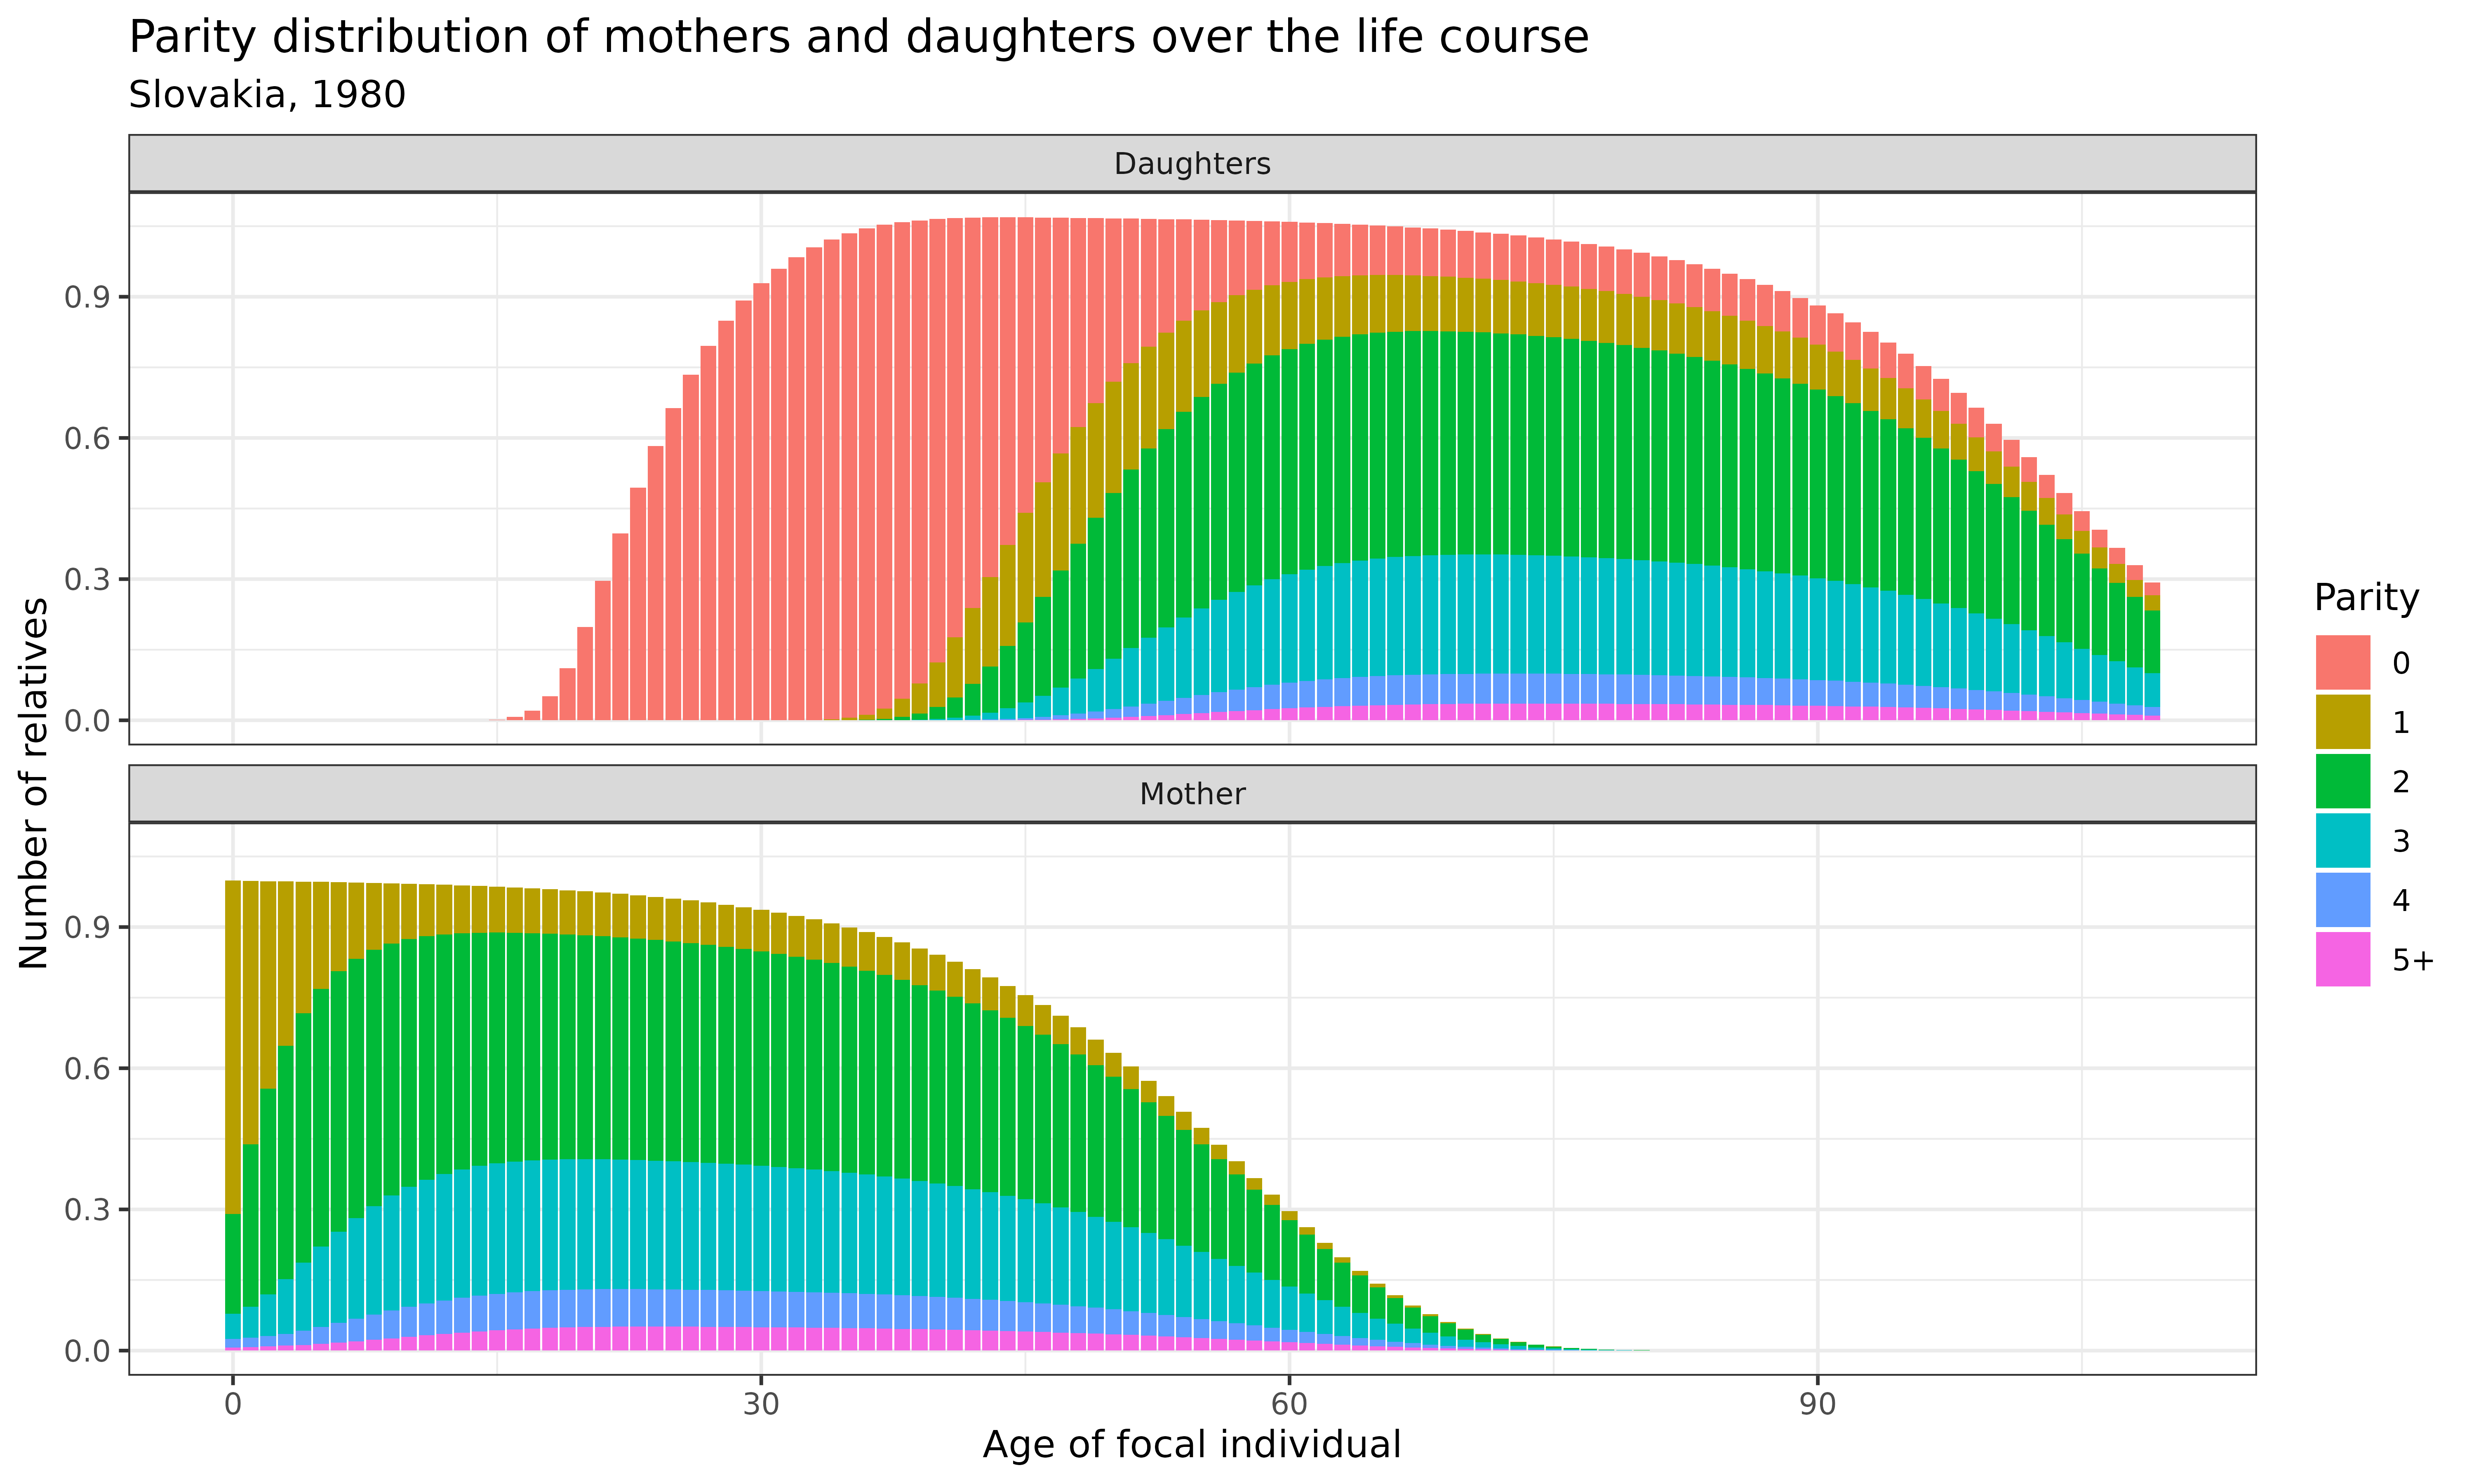 Parity distribution of mothers and daughters over the life course
Slovakia, 1980
Daughters
0.9
0.6
0.3
0.0
Mother
0.9
0.6
0.3
0.0
0 30 60 90
Age of focal individual
Number of relatives
Parity
0
1
2
3
4
5+